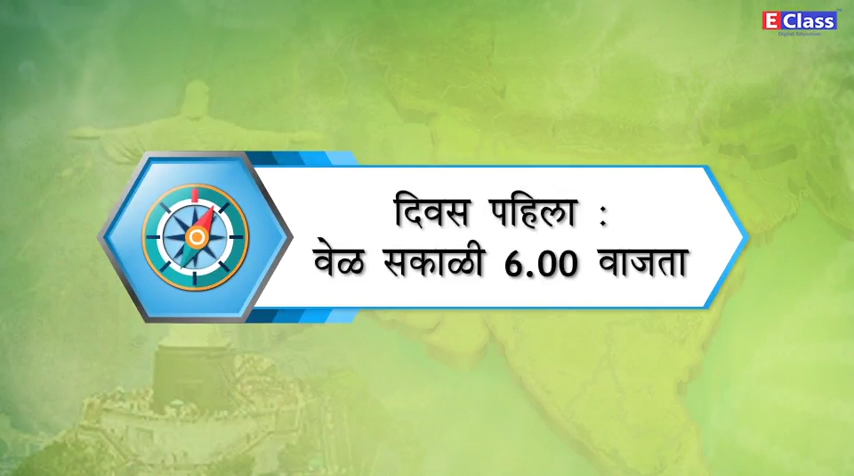 E Class
Digital Education
दिवस पहिला :
वेळ सकाळी 6.00 वाजता